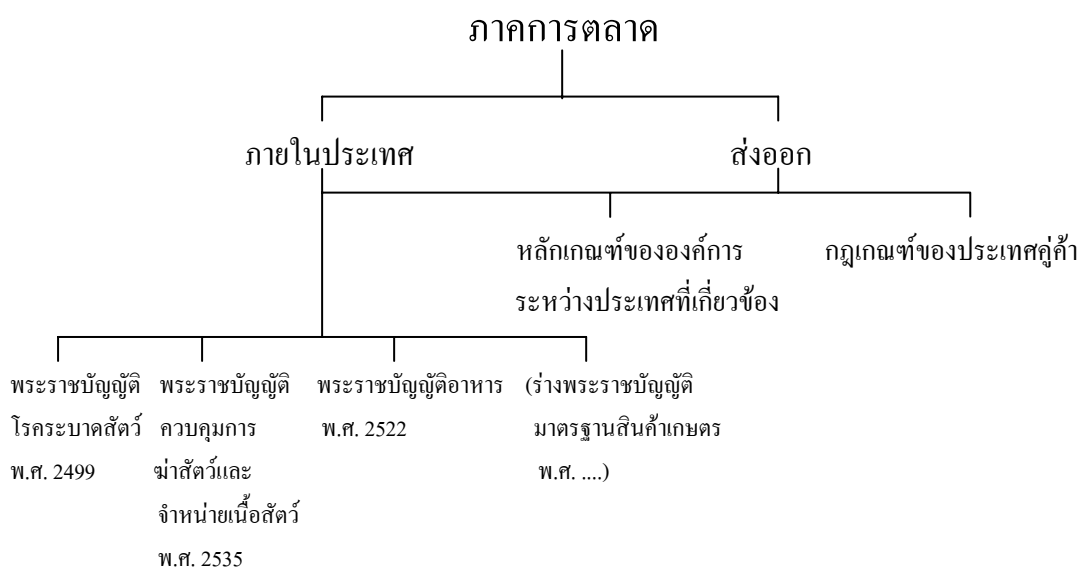 ภาคการตลาด
ภายในประเทศ
ส่งออก
หลักเกณฑ์ขององค์การ
ระหว่างประเทศที่เกี่ยวข้อง
กฎเกณฑ์ของประเทศคู่ค้า
พระราชบัญญัติ
โรคระบาดสัตว์
พ.ศ. 2499
พระราชบัญญัติ
ควบคุมการ
ฆ่าสัตว์และ
จำหน่ายเนื้อสัตว์
พ.ศ. 2535
พระราชบัญญัติอาหาร
พ.ศ. 2522
(ร่างพระราชบัญญัติ
มาตรฐานสินค้าเกษตร
พ.ศ. ....)